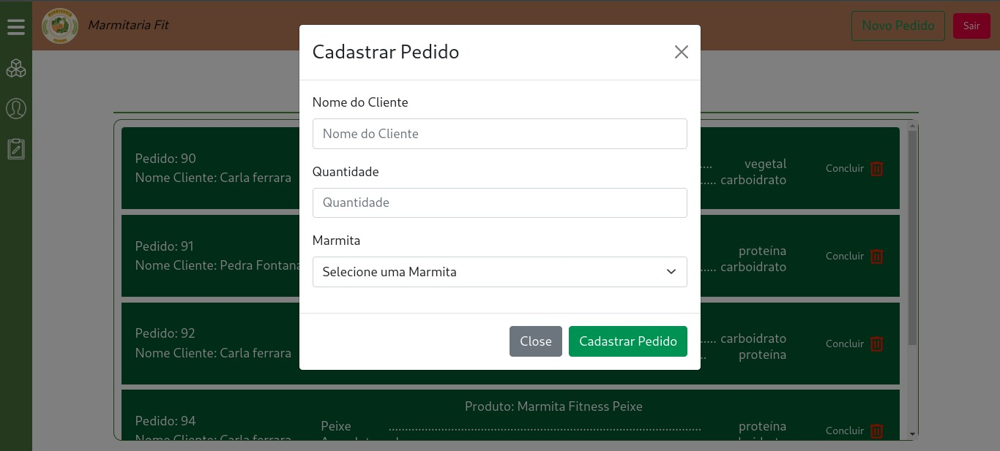 Marmitaria Fit
Novo Pedido
Sair
Cadastrar Pedido
Nome do Cliente
Nome do Cliente
Quantidade
Quantidade
Marmita
Selecione uma Marmita
Close
Cadastrar Pedido
Pedido: 90
Nome Cliente: Carla ferrara
.... vegetal
..... carboidrato
Concluir
Pedido: 91
Nome Cliente: Pedra Fontana
proteína
..... carboidrato
Concluir
Pedido: 92
Nome Cliente: Carla ferrara
..... carboidrato
.. proteína
Concluir
Pedido: 94
Nome Cliente: Carla ferrara
Produto: Marmita Fitness Peixe
Peixe ............................................................................................... proteína
Concluir